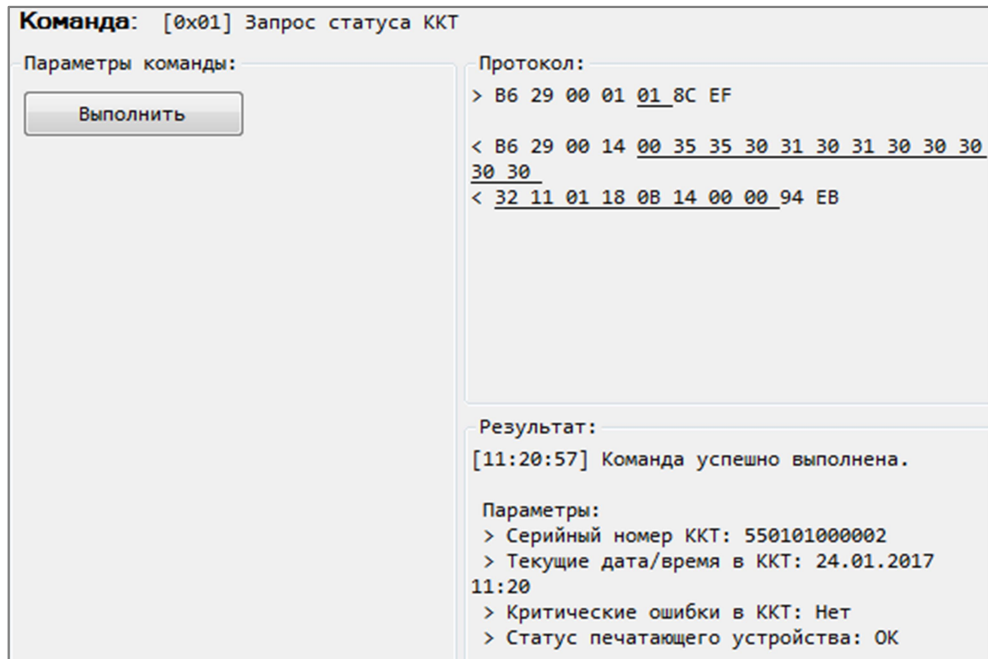 Команда: [0x01] Запрос статуса ККТ
Параметры команды:
Выполнить
Протокол:
> B6 29 00 01 01 8C EF
< B6 29 00 14 00 35 35 30 31 30 31 30 30 30
30 30
< 32 11 01 18 0B 14 00 00 94 EB
Результат:
[11:20:57] Команда успешно выполнена.
Параметры:
> Серийный номер ККТ: 550101000002
> Текущие дата/время в ККТ: 24.01.2017
11:20
> Критические ошибки в ККТ: Нет
> Статус печатающего устройства: ОК